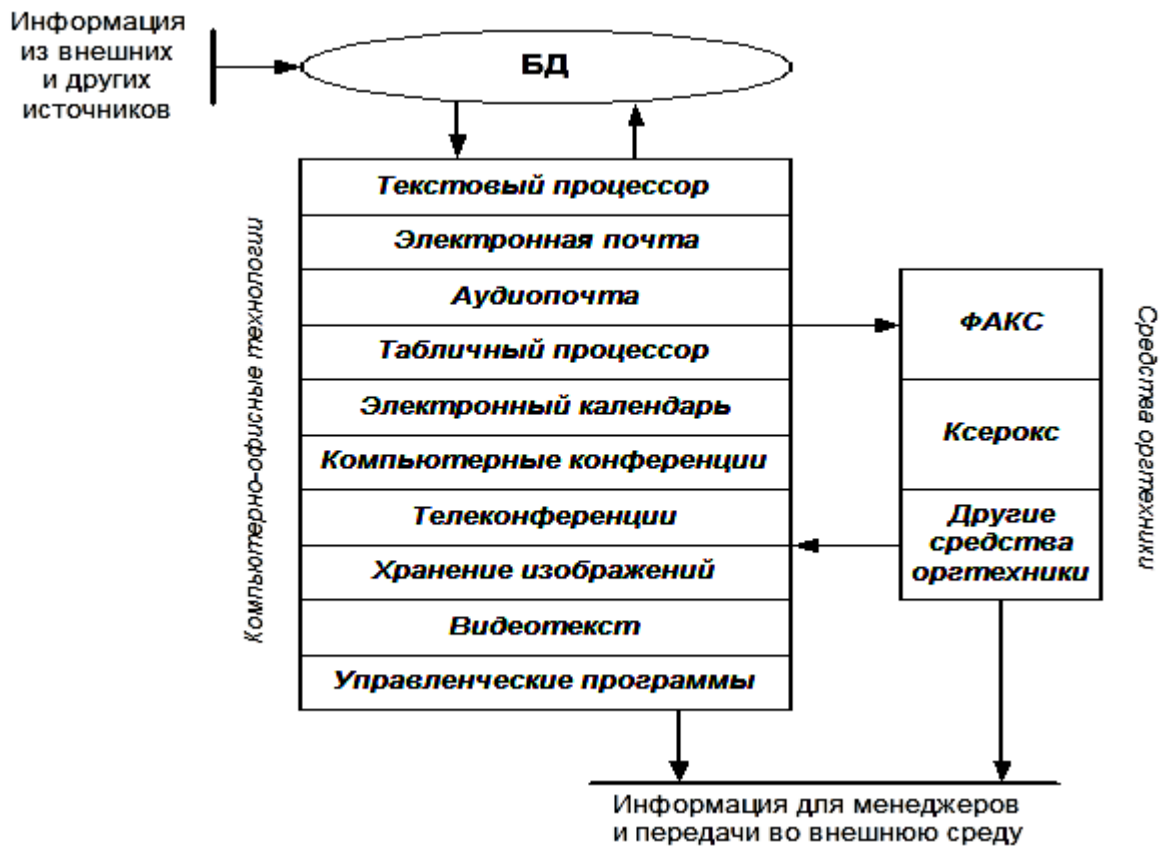 Информация
из внешних
и других
источников
БД
Компьютерно-офисные технологии
Текстовый процессор
Электронная почта
Аудиопочта
Табличный процессор
Электронный календарь
Компьютерные конференции
Телеконференции
Хранение изображений
Видеотекст
Управленческие программы
ФАКС
Ксерокс
Другие
средства
оргтехники
Средства оргтехники
Информация для менеджеров
и передачи во внешнюю среду